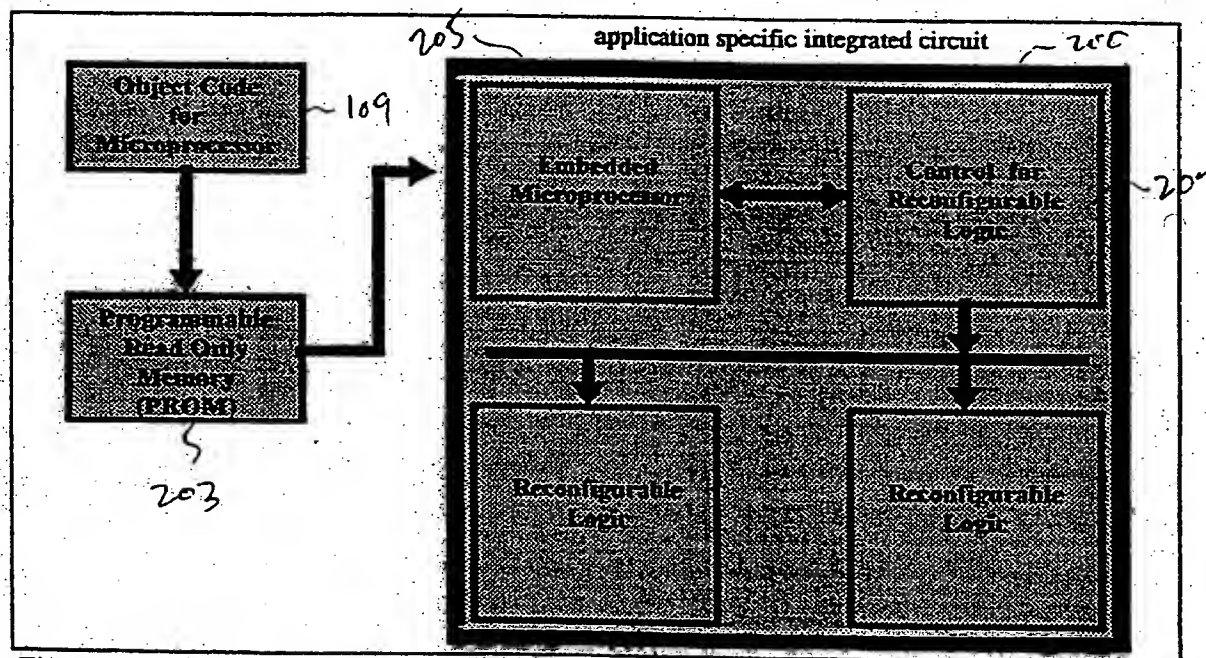 205
application specific integrated circuit
Object Code
for
Microprocessor
109
Embedded
Microprocessor
Control for
Reconfigurable
Logic
Programmable
Read Only
Memory
(PROM)
203
Reconfigurable
Logic
Reconfigurable
Logic